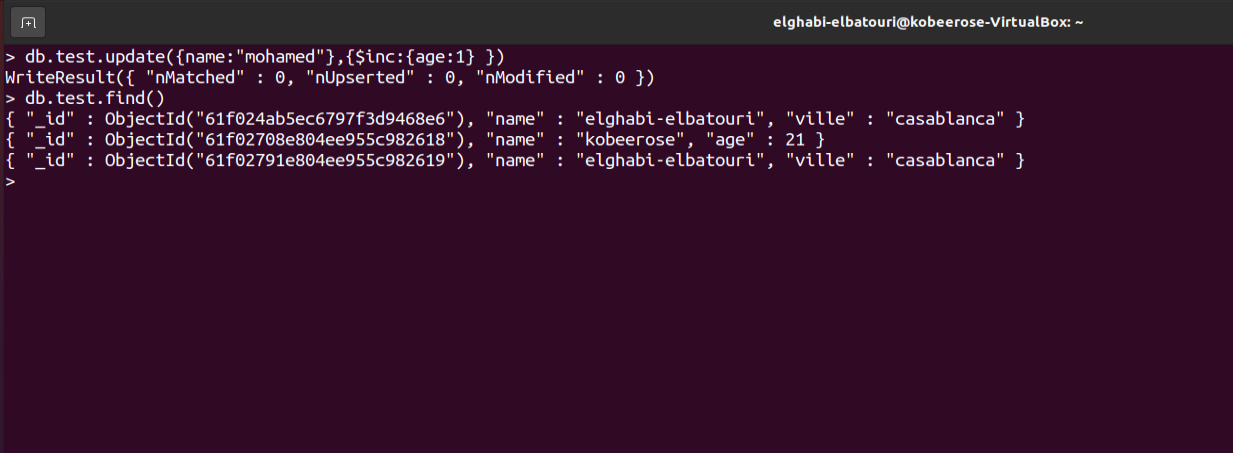 elghabi-elbatouri@kobeerose-VirtualBox: ~
> db.test.update({name:"mohamed"},{$inc:{age:1} })
WriteResult({ "nMatched" : 0, "nUpserted" : 0, "nModified" : 0 })
> db.test.find()
{ "_id" : ObjectId("61f024ab5ec6797f3d9468e6"), "name" : "elghabi-elbatouri", "ville" : "casablanca" }
{ "_id" : ObjectId("61f02708e804ee955c982618"), "name" : "kobeerose", "age" : 21 }
{ "_id" : ObjectId("61f02791e804ee955c982619"), "name" : "elghabi-elbatouri", "ville" : "casablanca" }
>